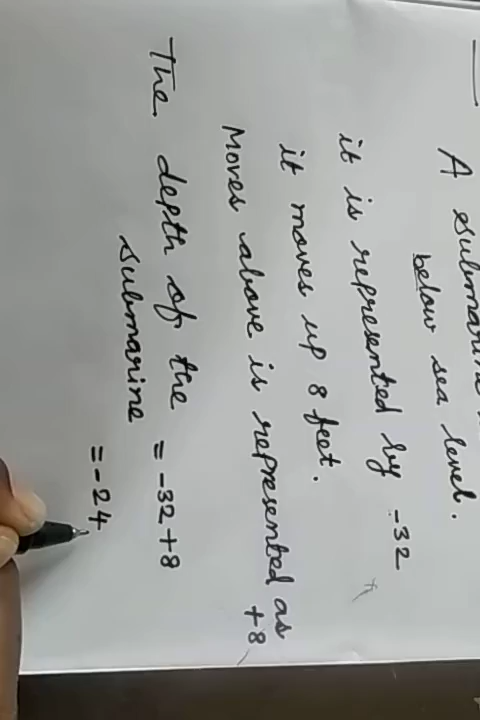 A submarine
below sea level.
it is represented by -32
it moves up 8 feet.
Moves above is represented as
+8
The depth of the = -32+8
submarine
= -24